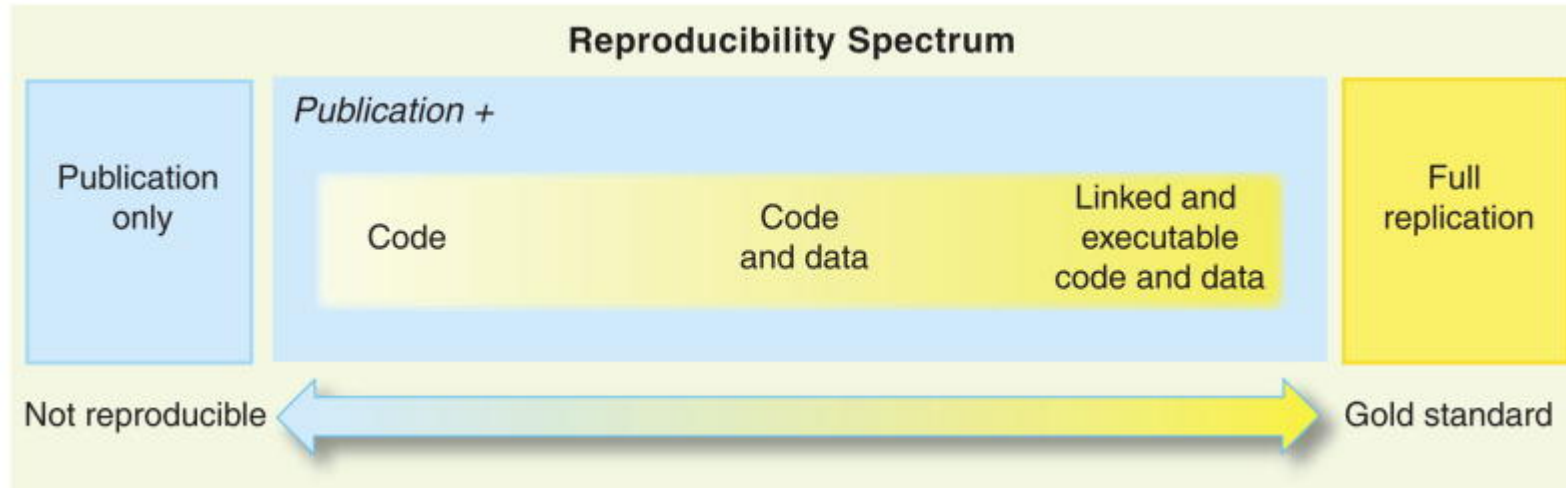 Reproducibility Spectrum
Publication
only
Publication +
Code
Code
and data
Linked and
executable
code and data
Full
replication
Not reproducible
Gold standard